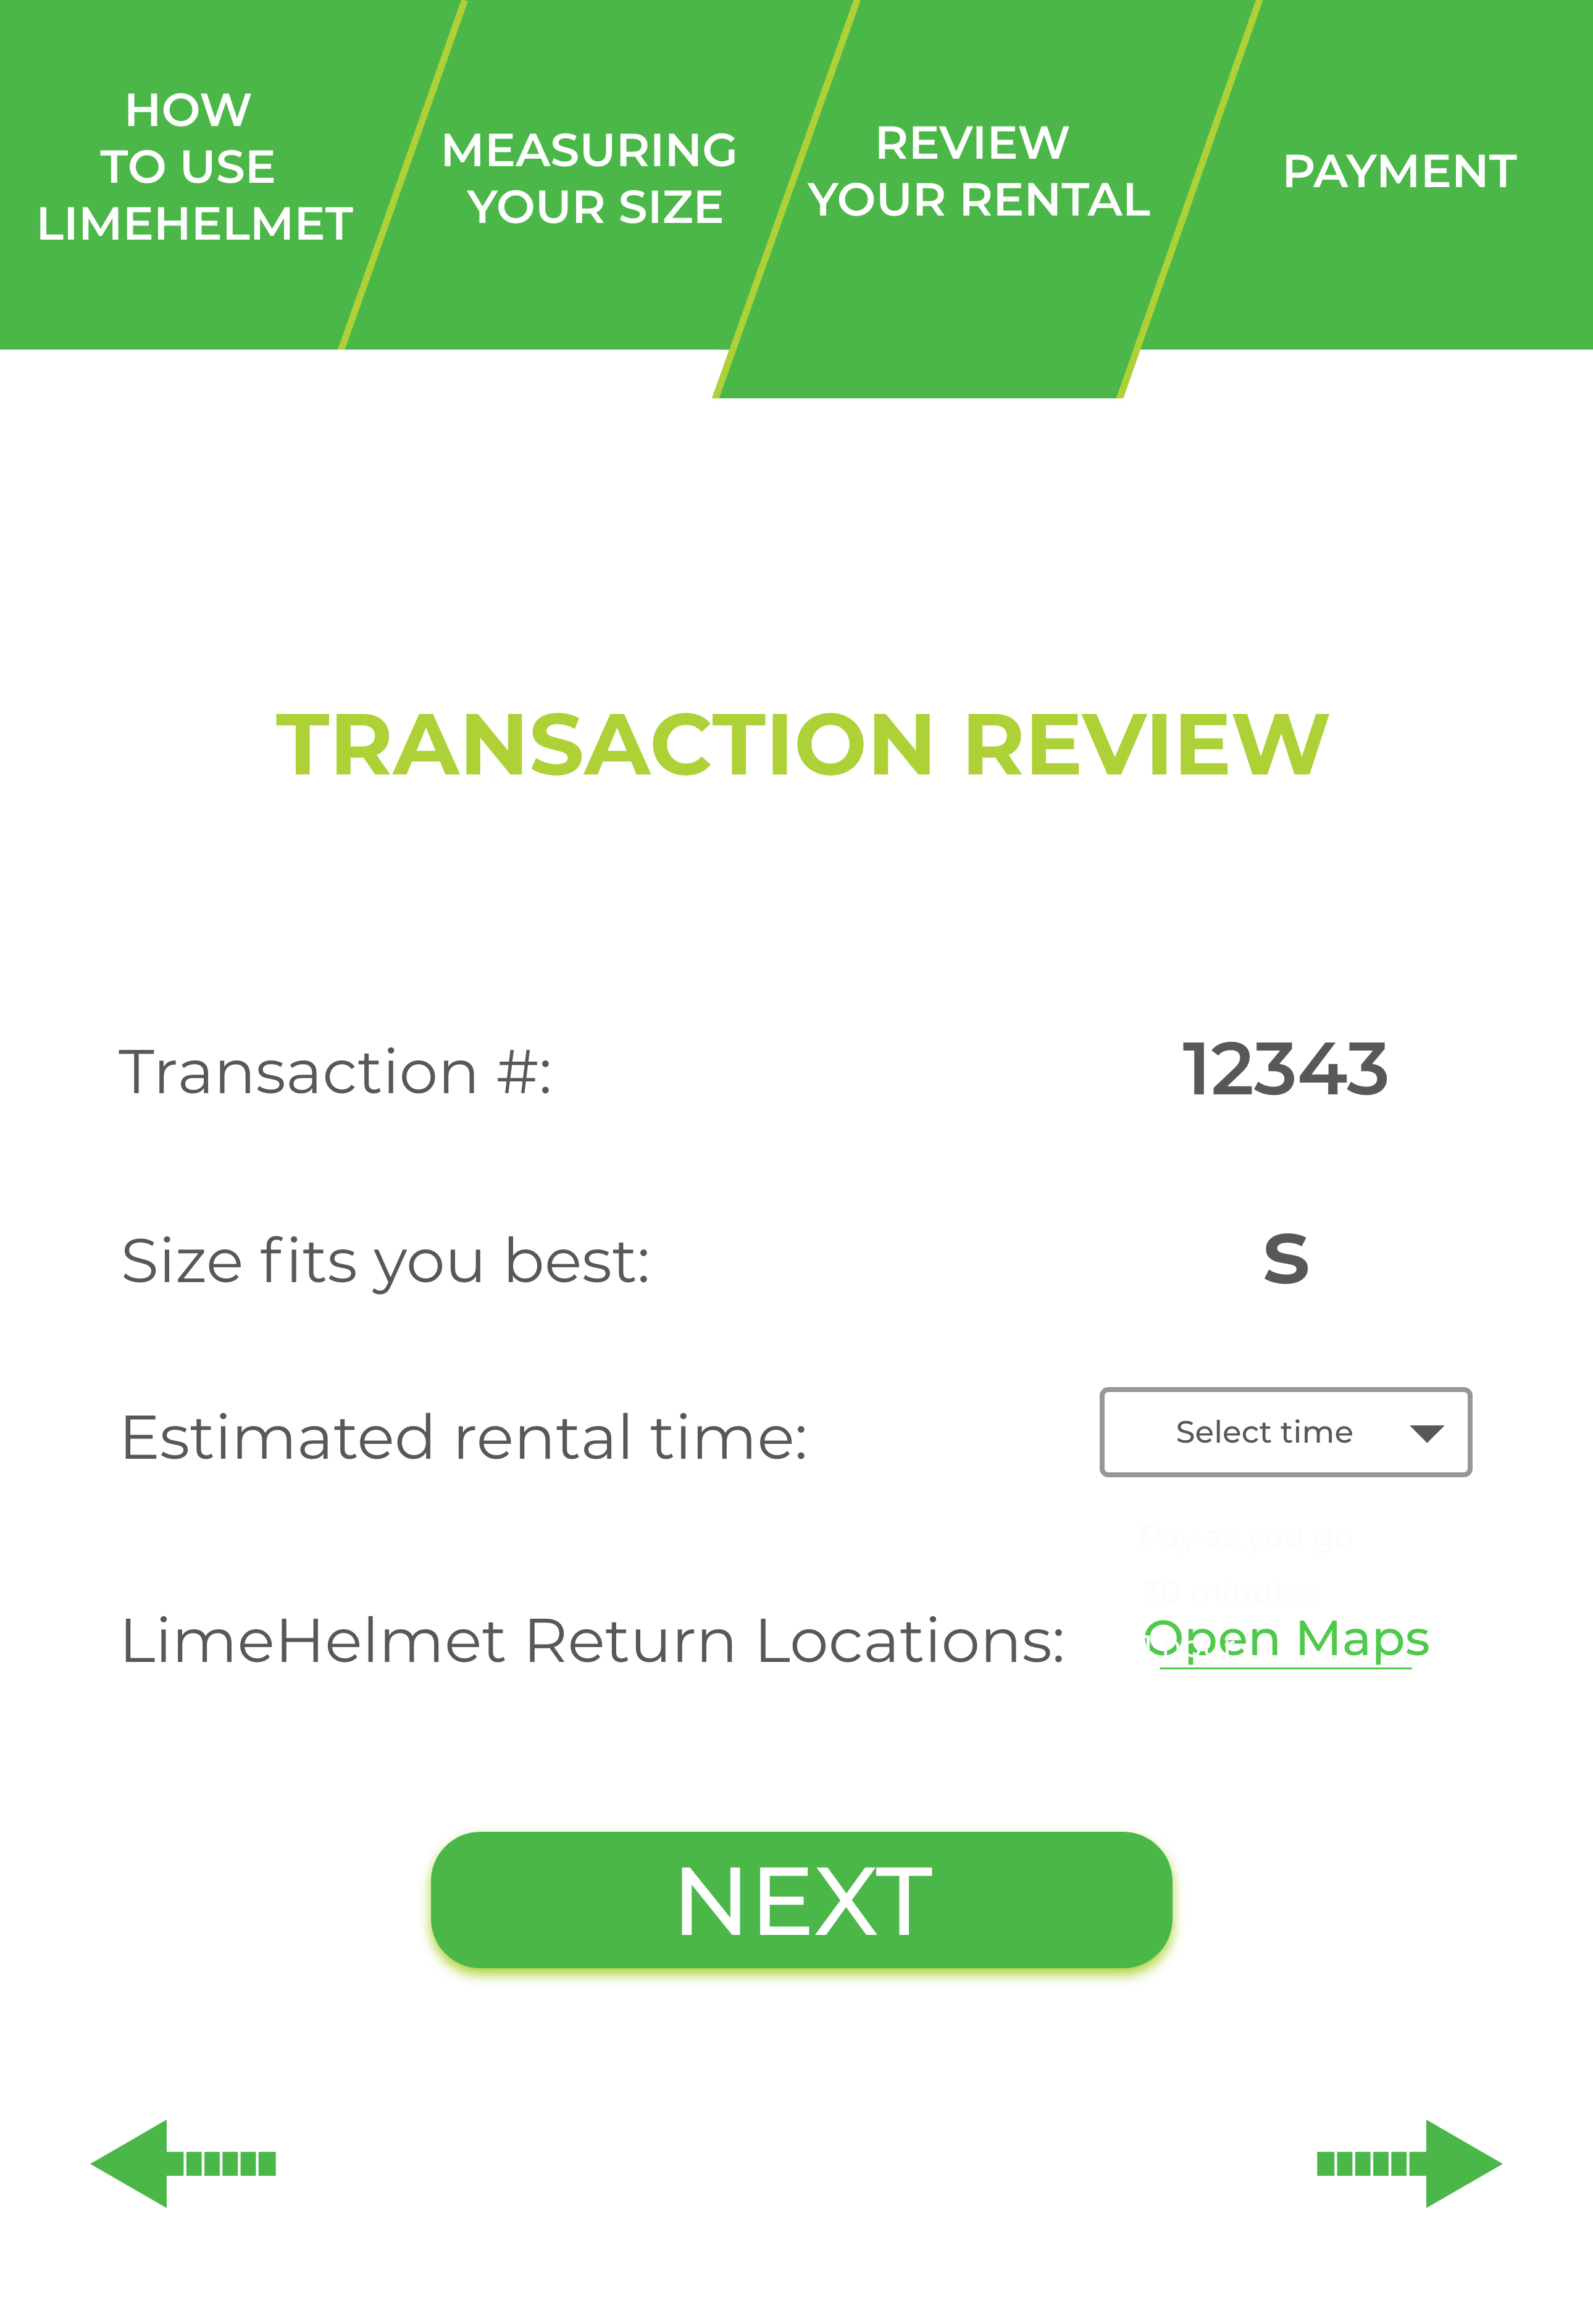 HOW
TO USE
LIMEHELMET
MEASURING
YOUR SIZE
REVIEW
YOUR RENTAL
PAYMENT
TRANSACTION REVIEW
Transaction #: 12343
Size fits you best: S
Estimated rental time: Select time
Pay as you go
30 minutes
LimeHelmet Return Locations: Open Maps
NEXT